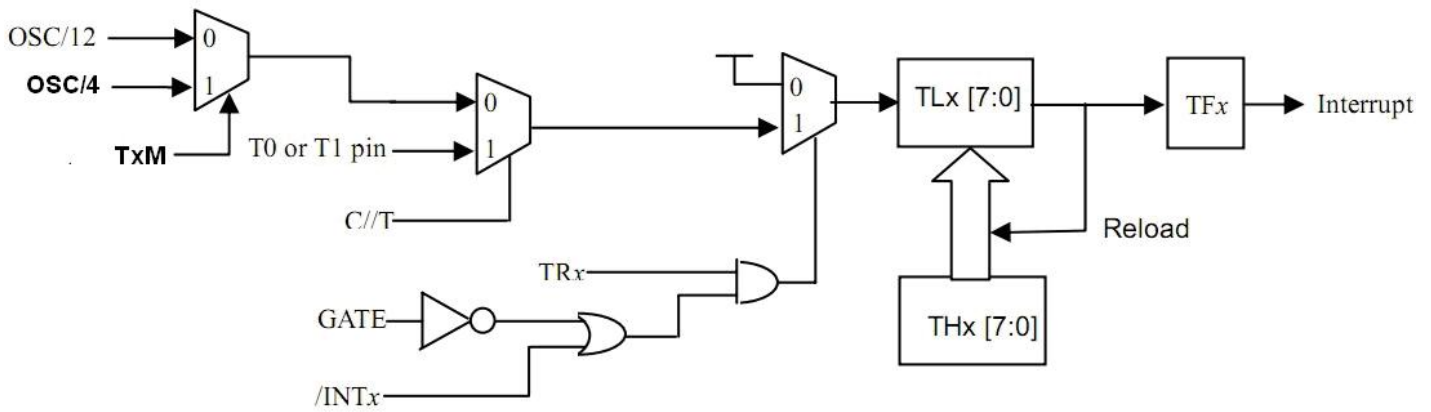 OSC/12
0
OSC/4
1
TxM
0
T0 or T1 pin
1
C//T
0
1
TLx [7:0]
TFx
Interrupt
Reload
TRx
GATE
THx [7:0]
/INTx